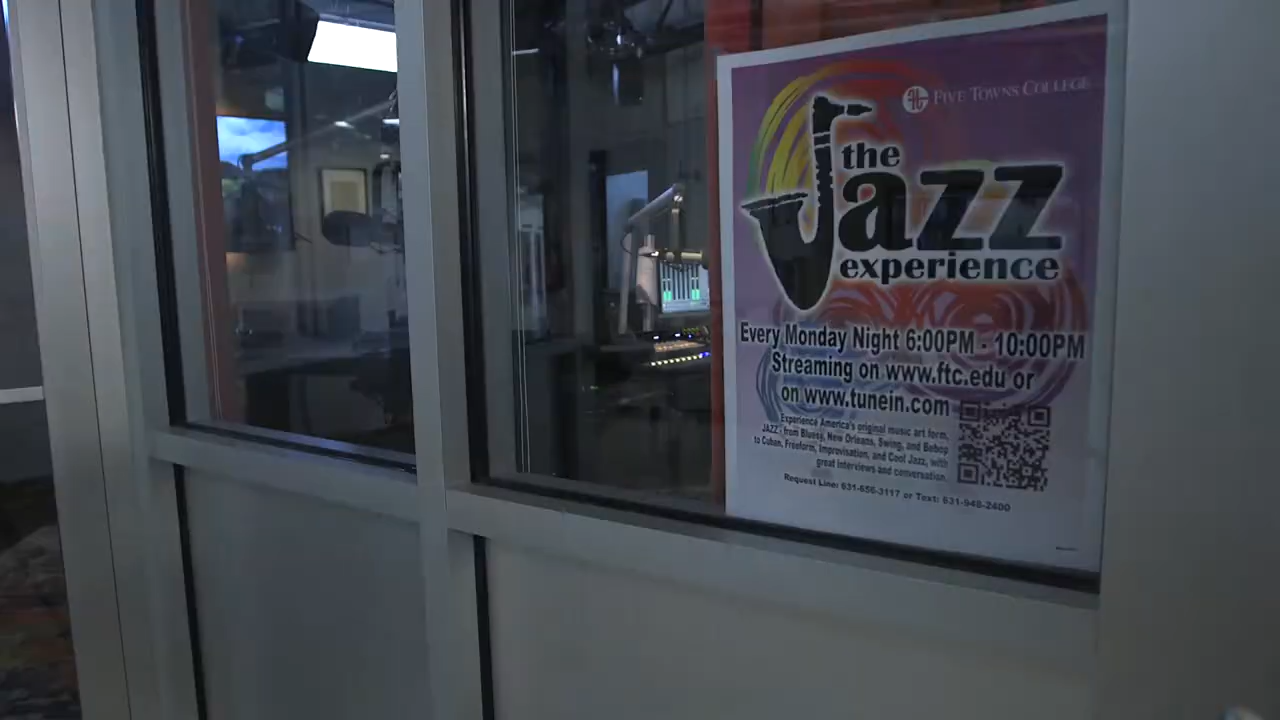 Five Towns College
the
Jazz
experience
Every Monday Night 6:00PM - 10:00PM
Streaming on www.ftc.edu or
on www.tunein.com
Experience America's original music art form,
JAZZ - from Bluesy, New Orleans, Swing, and Bebop
to Cuban, Freeform, Improvisation, and Cool Jazz, with
great interviews and conversation.
Request Line: 631-656-3117 or Text: 631-948-2400